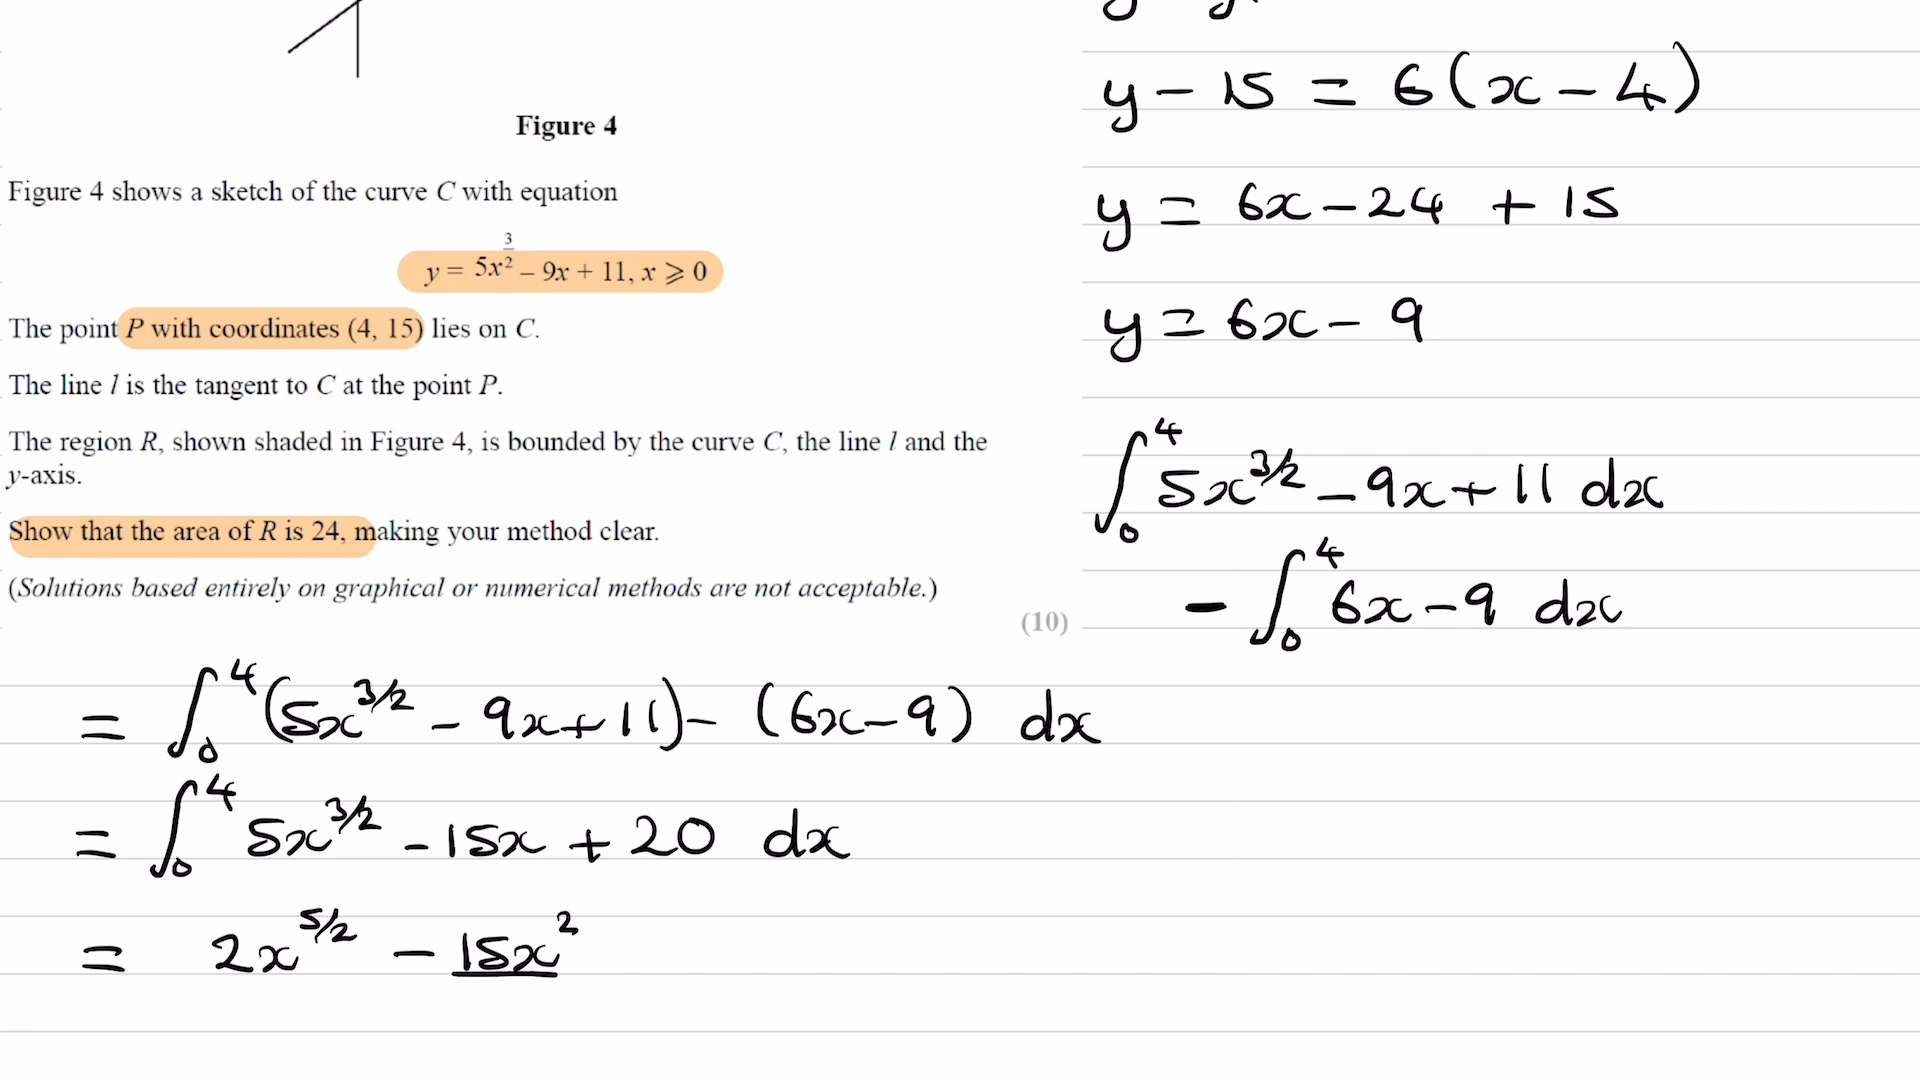 Figure 4
Figure 4 shows a sketch of the curve C with equation
y = 5x^(3/2) – 9x + 11, x ⩾ 0
The point P with coordinates (4, 15) lies on C.
The line l is the tangent to C at the point P.
The region R, shown shaded in Figure 4, is bounded by the curve C, the line l and the
y-axis.
Show that the area of R is 24, making your method clear.
(Solutions based entirely on graphical or numerical methods are not acceptable.)
(10)
y – 15 = 6(x – 4)
y = 6x – 24 + 15
y = 6x – 9
∫₀⁴ 5x^(3/2) – 9x + 11 dx
– ∫₀⁴ 6x – 9 dx
= ∫₀⁴ (5x^(3/2) – 9x + 11) – (6x – 9) dx
= ∫₀⁴ 5x^(3/2) – 15x + 20 dx
= 2x^(5/2) – 15x²